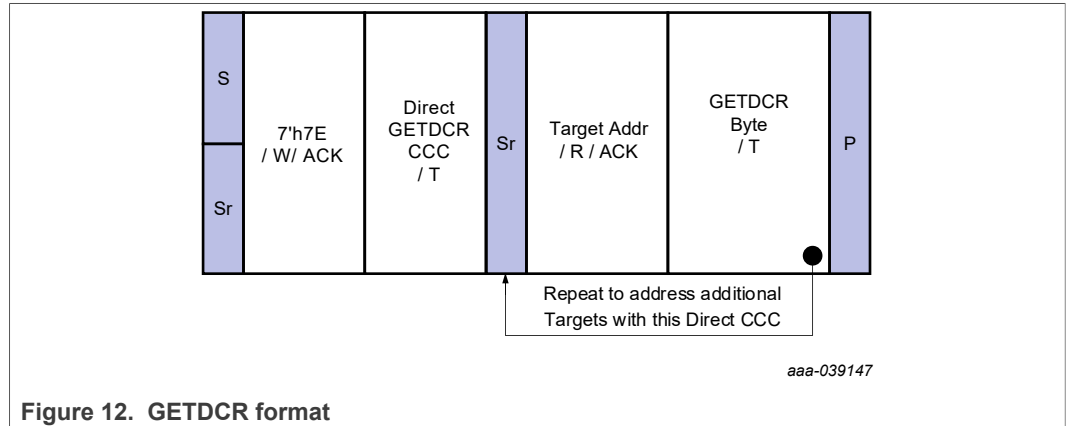 S
Sr
7'h7E
/ W/ ACK
Direct
GETDCR
CCC
/ T
Sr
Target Addr
/ R / ACK
GETDCR
Byte
/ T
P
Repeat to address additional
Targets with this Direct CCC
aaa-039147
Figure 12. GETDCR format